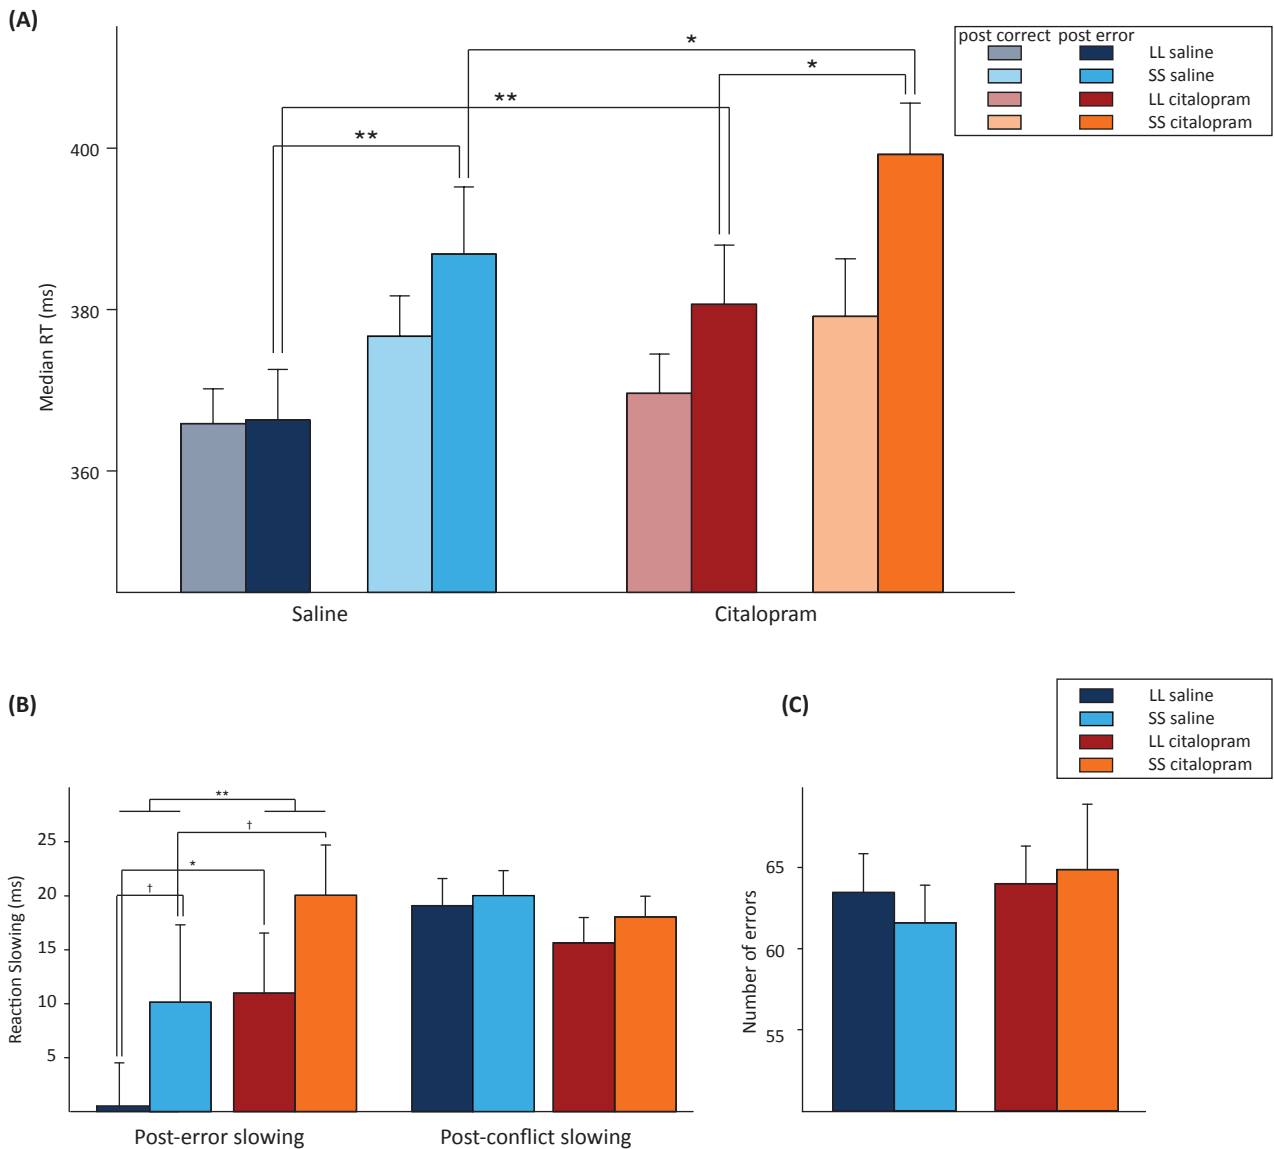 (A)
post correct post error
LL saline
SS saline
LL citalopram
SS citalopram
*
*
**
**
400
380
360
Median RT (ms)
Saline Citalopram
(B)
(C)
LL saline
SS saline
LL citalopram
SS citalopram
**
†
*
†
25
20
15
10
5
Reaction Slowing (ms)
Post-error slowing Post-conflict slowing
65
60
55
Number of errors